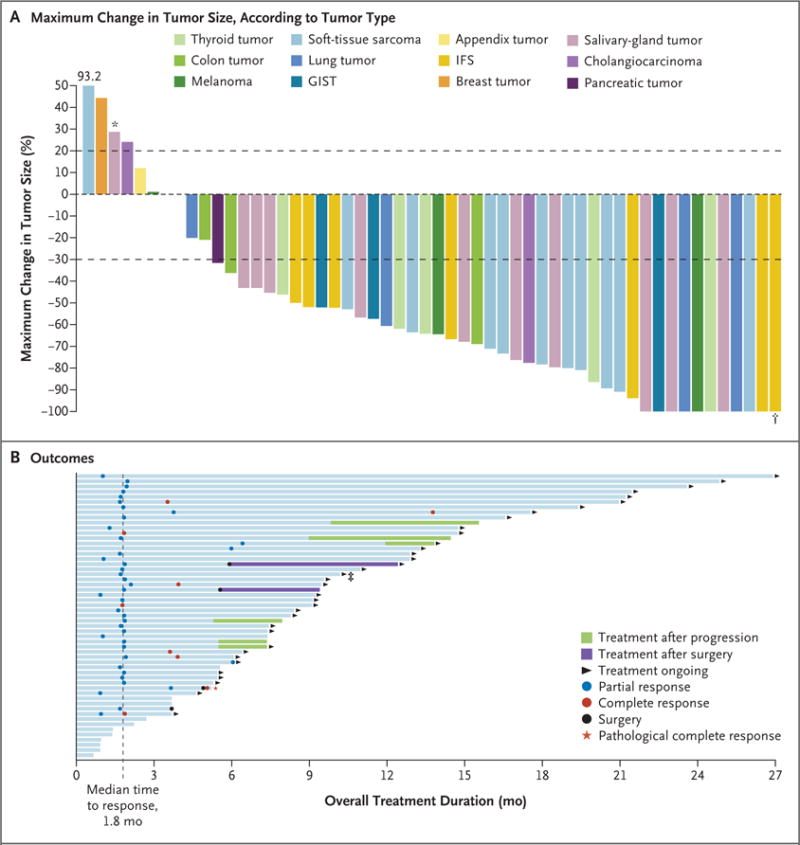 A Maximum Change in Tumor Size, According to Tumor Type
Thyroid tumor Soft-tissue sarcoma Appendix tumor Salivary-gland tumor
Colon tumor Lung tumor IFS Cholangiocarcinoma
Melanoma GIST Breast tumor Pancreatic tumor
Maximum Change in Tumor Size (%)
93.2
50
40
30
20
10
0
−10
−20
−30
−40
−50
−60
−70
−80
−90
−100
*
†
B Outcomes
‡
Treatment after progression
Treatment after surgery
Treatment ongoing
Partial response
Complete response
Surgery
Pathological complete response
0 3 6 9 12 15 18 21 24 27
Median time
to response,
1.8 mo
Overall Treatment Duration (mo)